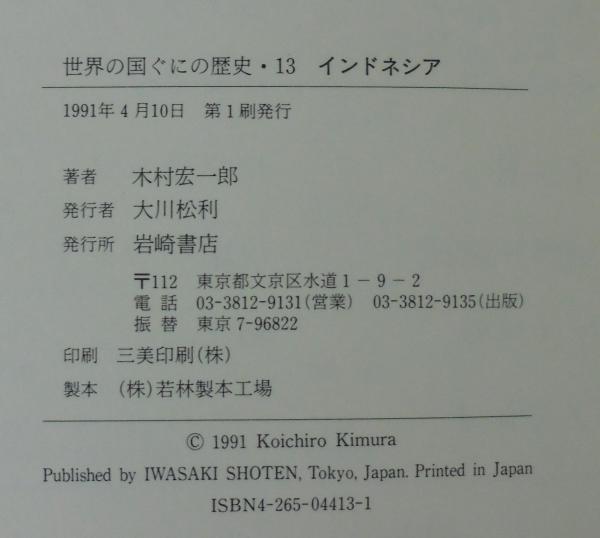 世界の国ぐにの歴史・13　インドネシア
1991年4月10日　第1刷発行
著者　木村宏一郎
発行者　大川松利
発行所　岩崎書店
〒112　東京都文京区水道1－9－2
電話　03-3812-9131(営業)　03-3812-9135(出版)
振替　東京7-96822
印刷　三美印刷(株)
製本　(株)若林製本工場
© 1991 Koichiro Kimura
Published by IWASAKI SHOTEN, Tokyo, Japan. Printed in Japan
ISBN4-265-04413-1